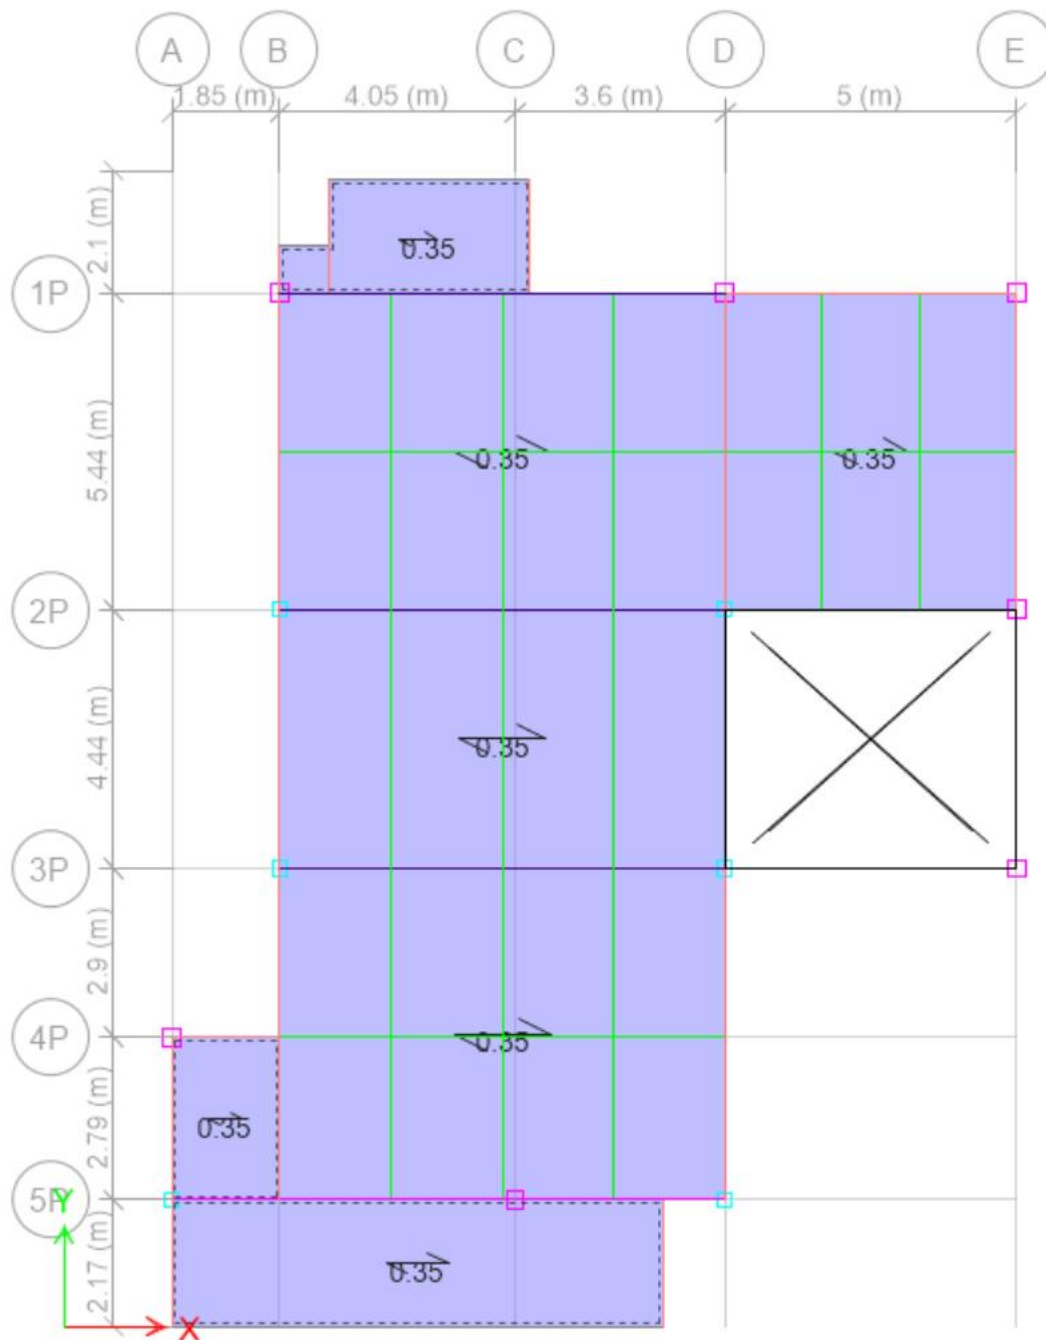 A B C D E
1.85 (m) 4.05 (m) 3.6 (m) 5 (m)
2.1 (m)
0.35
1P
5.44 (m)
0.35 0.35
2P
4.44 (m)
0.35
3P
2.9 (m)
4P
0.35
2.79 (m)
0.35
5P
Y
2.17 (m)
0.35
X